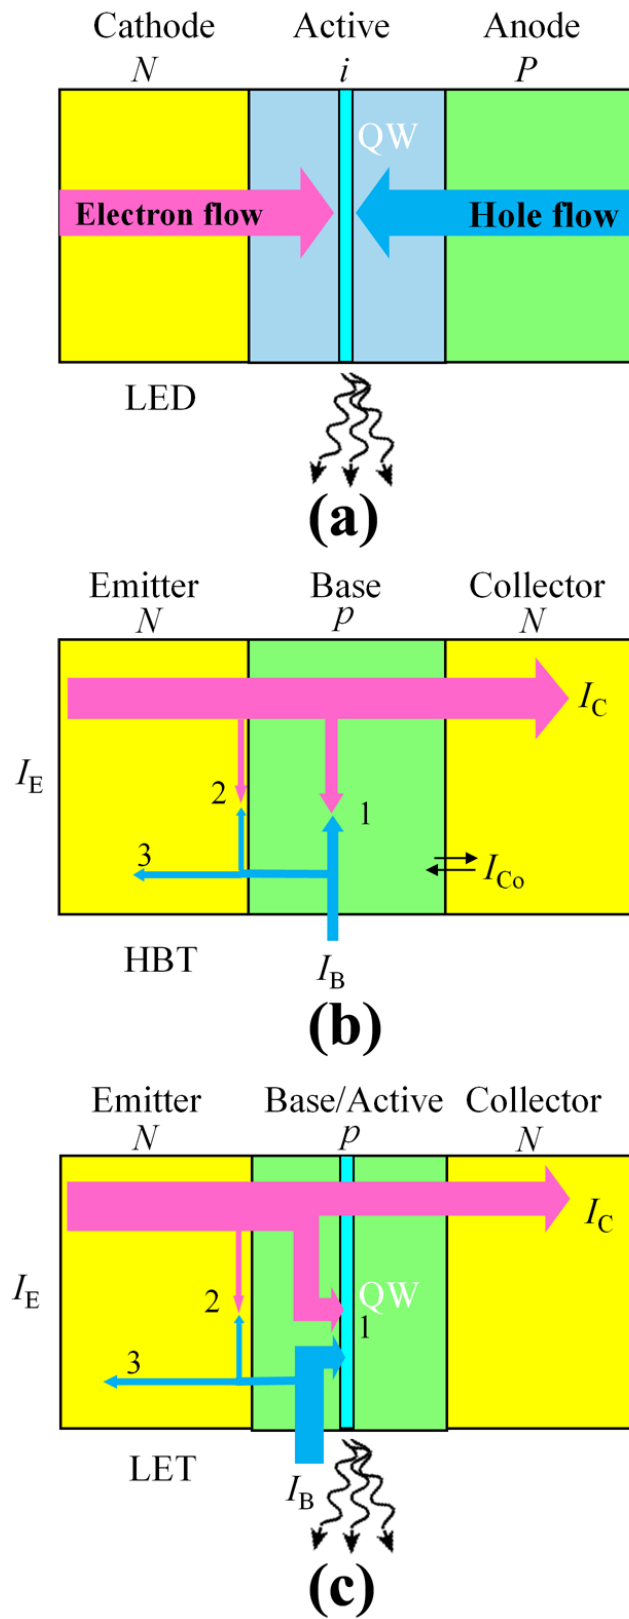 Cathode Active Anode
N i P
QW
Electron flow Hole flow
LED
(a)
Emitter Base Collector
N p N
I_C
I_E
2 1
3
I_Co
HBT
I_B
(b)
Emitter Base/Active Collector
N p N
I_C
I_E
2 QW
1
3
LET
I_B
(c)